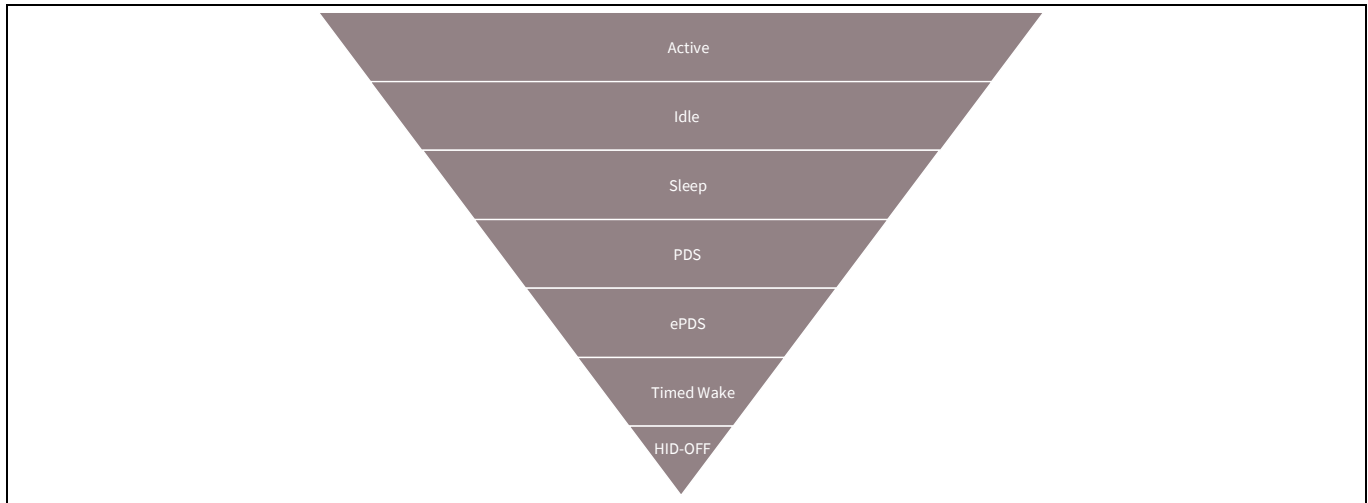 Active
Idle
Sleep
PDS
ePDS
Timed Wake
HID-OFF